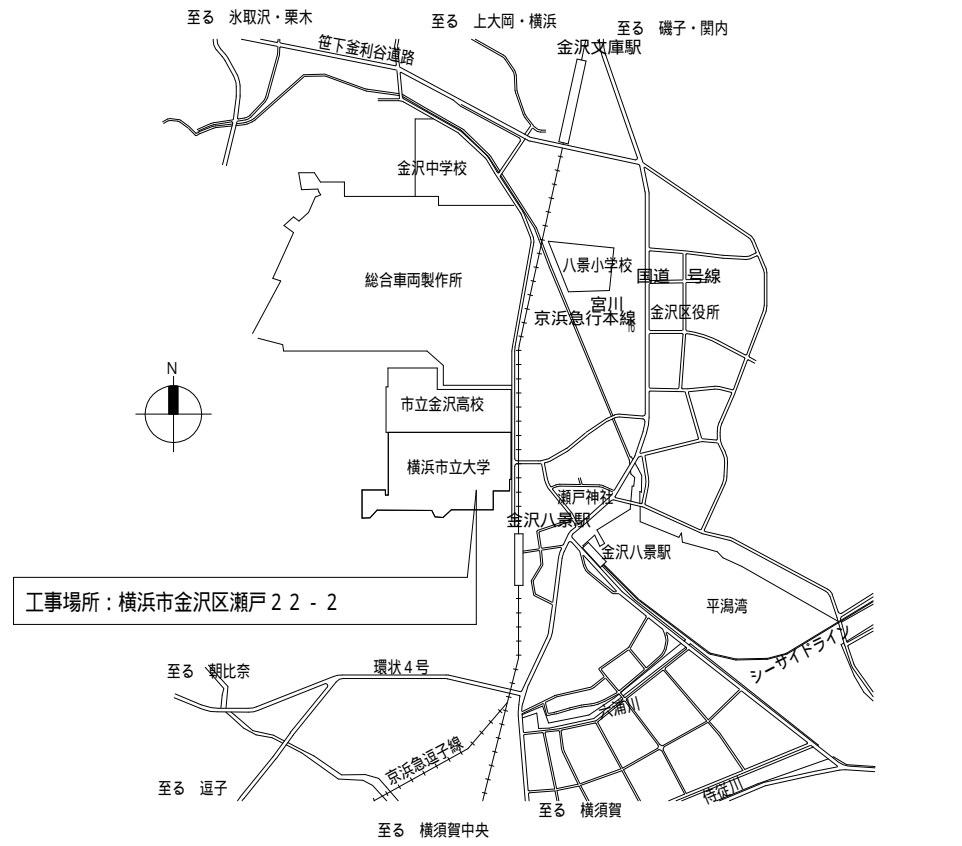 至る 氷取沢・栗木
至る 上大岡・横浜
至る 磯子・関内
笹下釜利谷道路
金沢文庫駅
金沢中学校
八景小学校
総合車両製作所
国道 号線
宮川
16
金沢区役所
京浜急行本線
N
市立金沢高校
横浜市立大学
瀬戸神社
金沢八景駅
金沢八景駅
工事場所：横浜市金沢区瀬戸２２-２
平潟湾
シーサイドライン
至る 朝比奈
環状４号
六浦川
京浜急逗子線
至る 逗子
侍従川
至る 横須賀
至る 横須賀中央